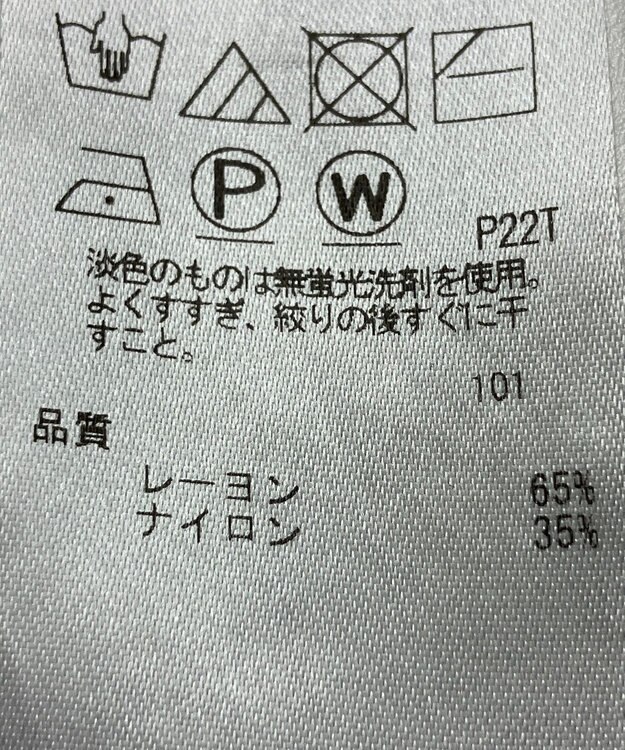 P W
P22T
淡色のものは無蛍光洗剤を使用。
よくすすぎ、絞りの後すぐに干
すこと。
101
品質
レーヨン 65%
ナイロン 35%